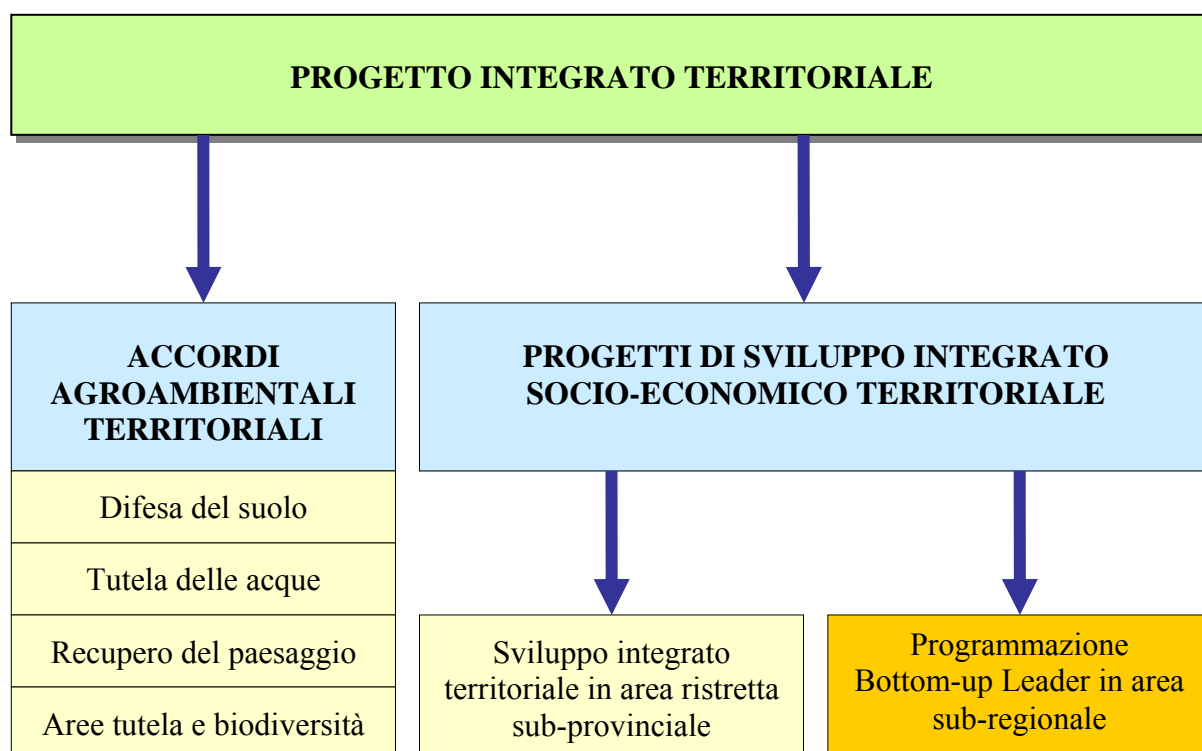 PROGETTO INTEGRATO TERRITORIALE
ACCORDI
AGROAMBIENTALI
TERRITORIALI
Difesa del suolo
Tutela delle acque
Recupero del paesaggio
Aree tutela e biodiversità
PROGETTI DI SVILUPPO INTEGRATO
SOCIO-ECONOMICO TERRITORIALE
Sviluppo integrato
territoriale in area ristretta
sub-provinciale
Programmazione
Bottom-up Leader in area
sub-regionale